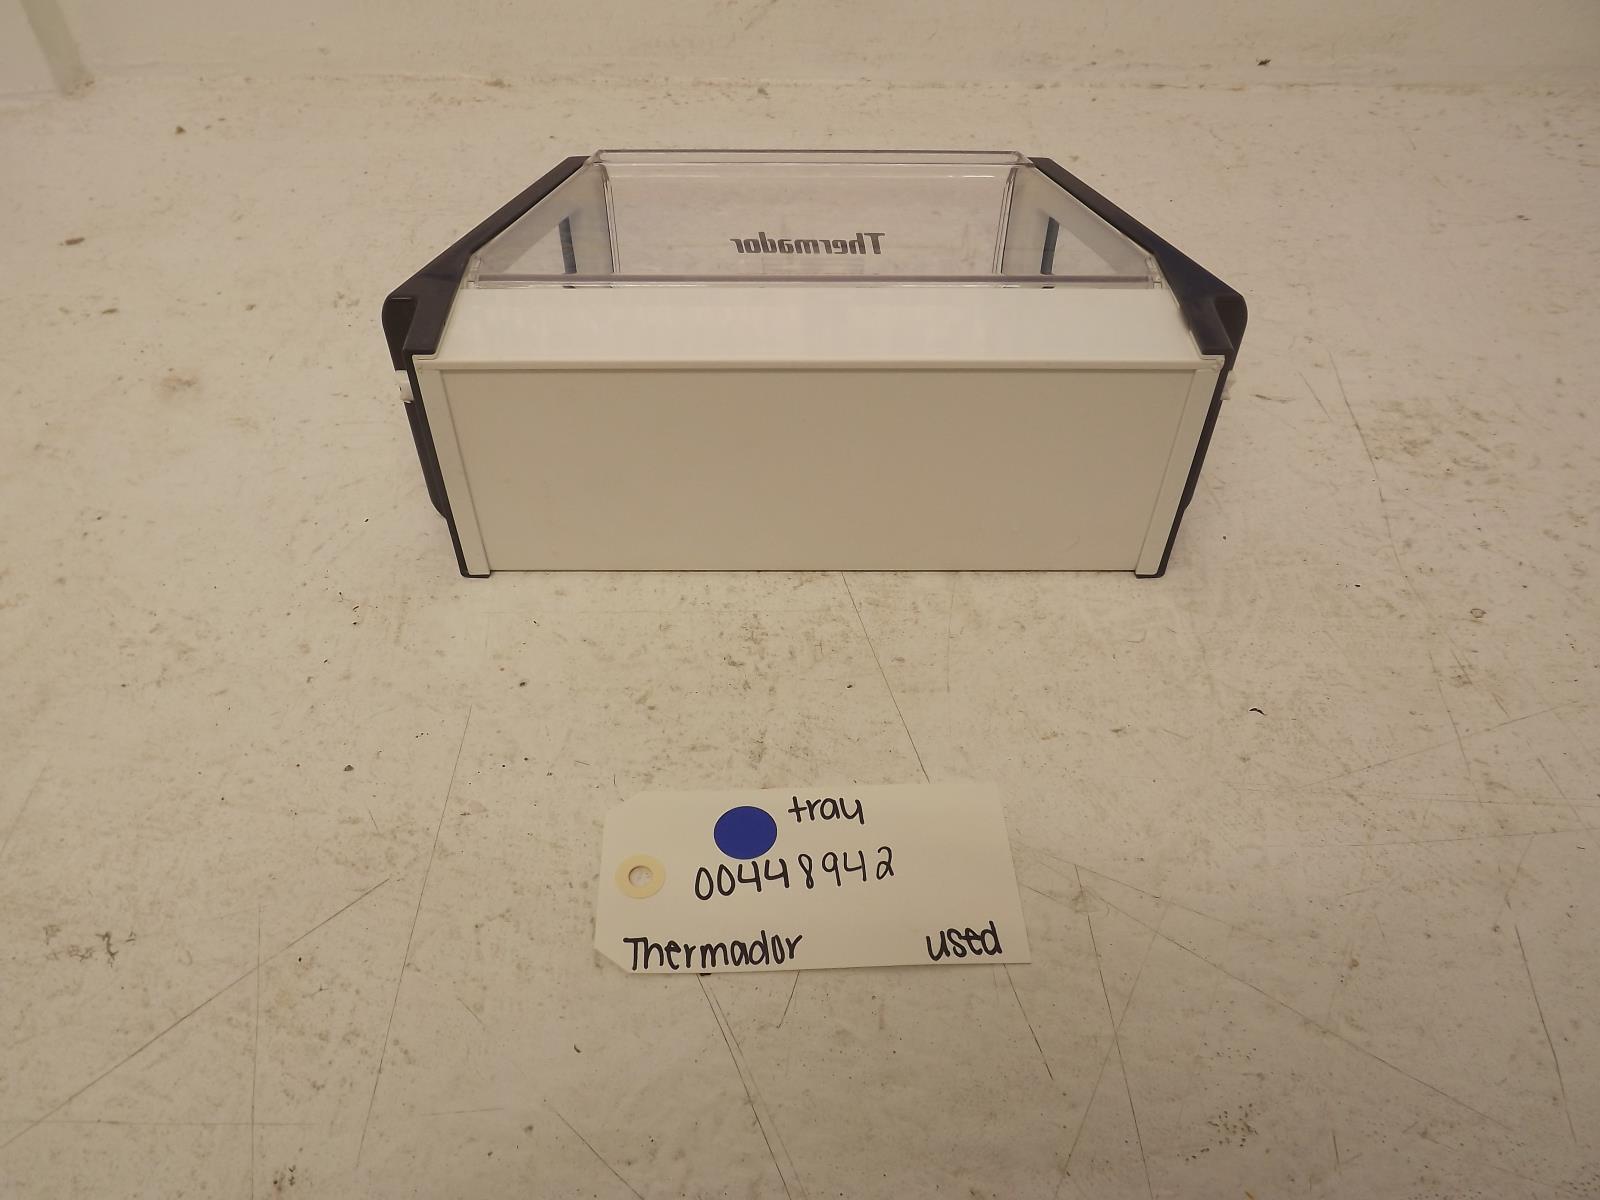 Thermador
tray
00448942
Thermador used